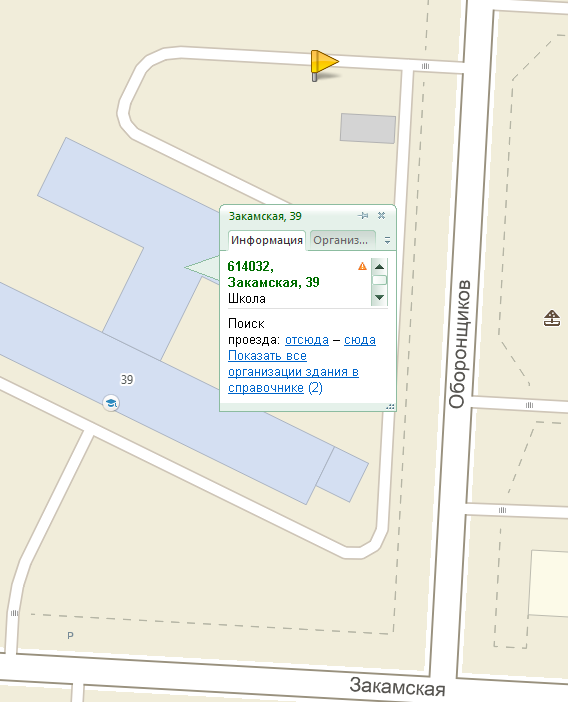 Закамская, 39
Информация
Организ...
614032,
Закамская, 39
Школа
Поиск
проезда: отсюда – сюда
Показать все
организации здания в
справочнике (2)
Оборонщиков
39
P
Закамская